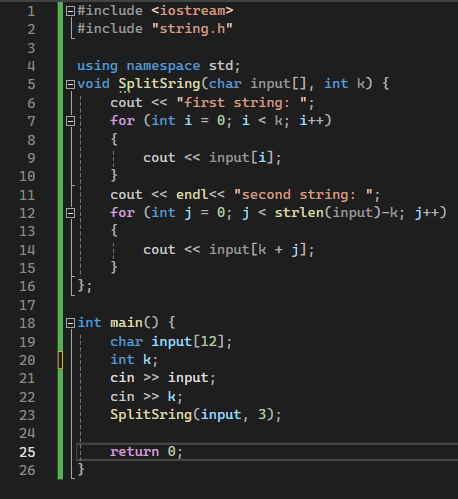 1 #include <iostream>
2 #include "string.h"
3
4 using namespace std;
5 void SplitSring(char input[], int k) {
6 cout << "first string: ";
7 for (int i = 0; i < k; i++)
8 {
9 cout << input[i];
10 }
11 cout << endl<< "second string: ";
12 for (int j = 0; j < strlen(input)-k; j++)
13 {
14 cout << input[k + j];
15 }
16 };
17
18 int main() {
19 char input[12];
20 int k;
21 cin >> input;
22 cin >> k;
23 SplitSring(input, 3);
24
25 return 0;
26 }